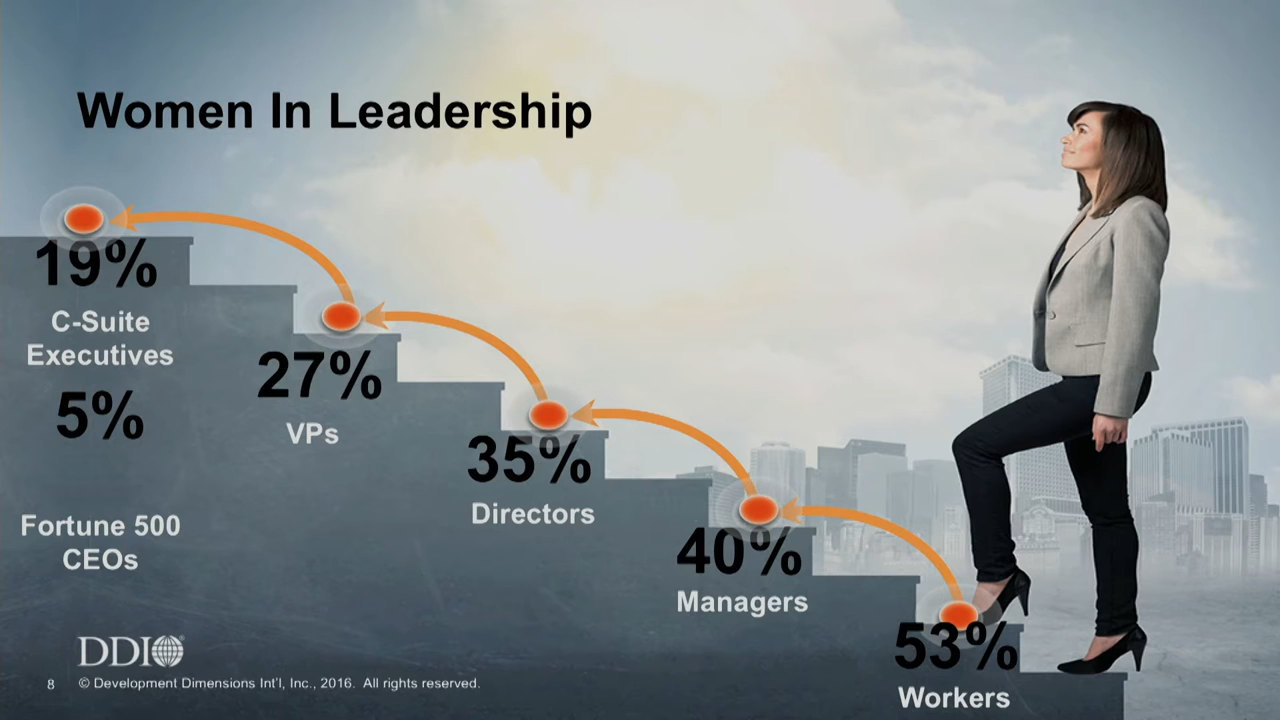 Women In Leadership
19%
C-Suite
Executives
5%
Fortune 500
CEOs
27%
VPs
35%
Directors
40%
Managers
53%
Workers
DDI®
8
© Development Dimensions Int'l, Inc., 2016. All rights reserved.